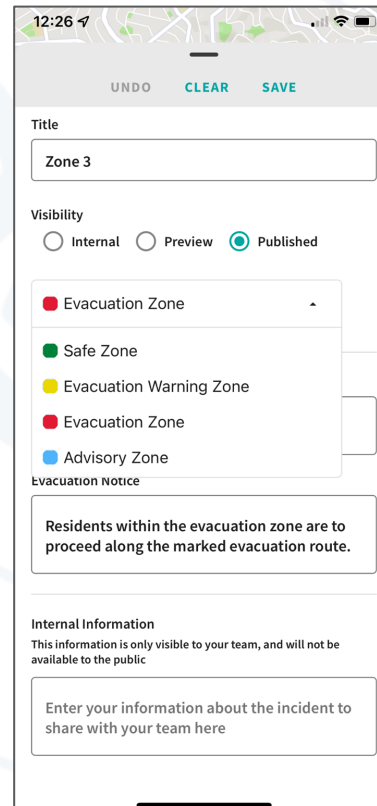 12:26
UNDO CLEAR SAVE
Title
Zone 3
Visibility
Internal Preview Published
Evacuation Zone
Safe Zone
Evacuation Warning Zone
Evacuation Zone
Advisory Zone
Evacuation Notice
Residents within the evacuation zone are to
proceed along the marked evacuation route.
Internal Information
This information is only visible to your team, and will not be
available to the public
Enter your information about the incident to
share with your team here